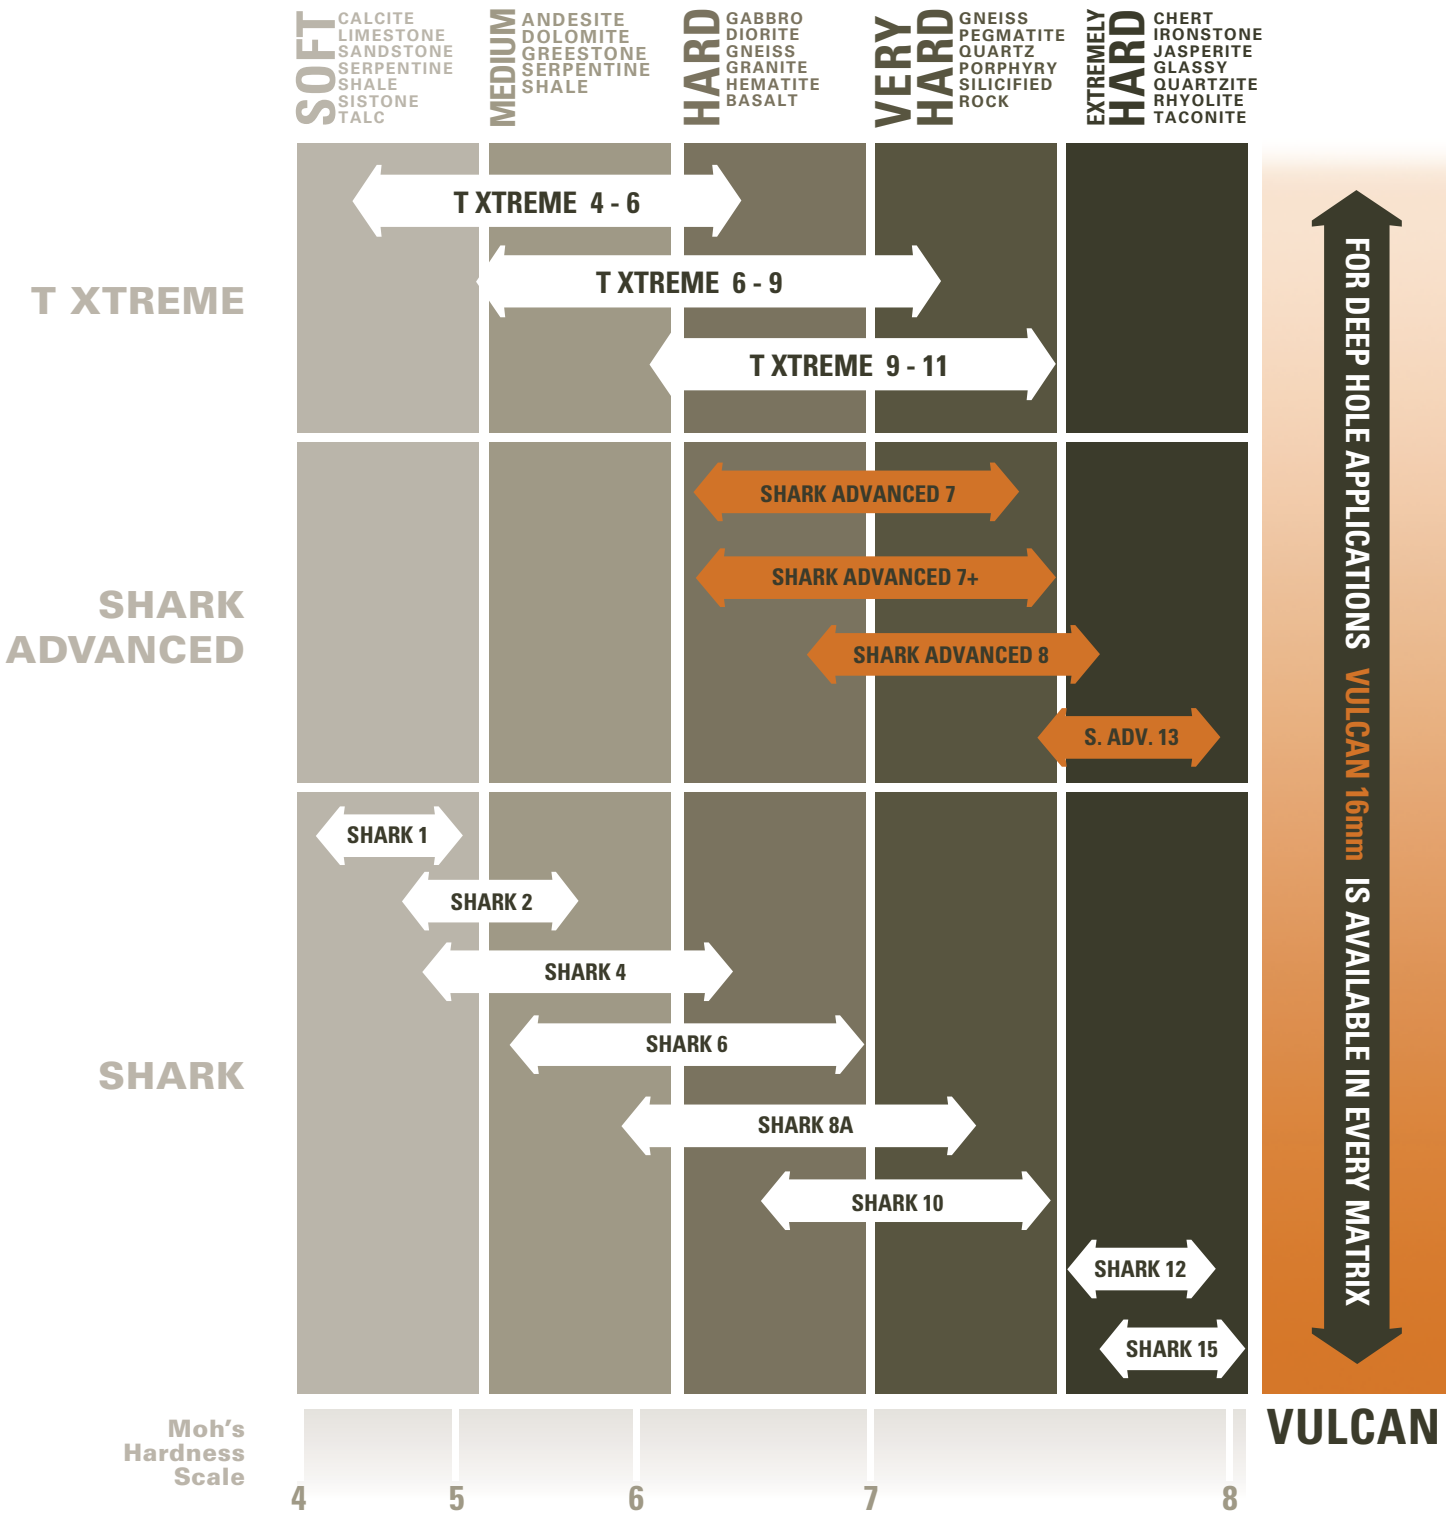 SOFT
CALCITE
LIMESTONE
SANDSTONE
SERPENTINE
SHALE
SISTONE
TALC
MEDIUM
ANDESITE
DOLOMITE
GREESTONE
SERPENTINE
SHALE
HARD
GABBRO
DIORITE
GNEISS
GRANITE
HEMATITE
BASALT
VERY
HARD
GNEISS
PEGMATITE
QUARTZ
PORPHYRY
SILICIFIED
ROCK
EXTREMELY
HARD
CHERT
IRONSTONE
JASPERITE
GLASSY
QUARTZITE
RHYOLITE
TACONITE
T XTREME
T XTREME 4 - 6
T XTREME 6 - 9
T XTREME 9 - 11
SHARK
ADVANCED
SHARK ADVANCED 7
SHARK ADVANCED 7+
SHARK ADVANCED 8
S. ADV. 13
SHARK
SHARK 1
SHARK 2
SHARK 4
SHARK 6
SHARK 8A
SHARK 10
SHARK 12
SHARK 15
FOR DEEP HOLE APPLICATIONS VULCAN 16mm IS AVAILABLE IN EVERY MATRIX
VULCAN
Moh's
Hardness
Scale
4 5 6 7 8